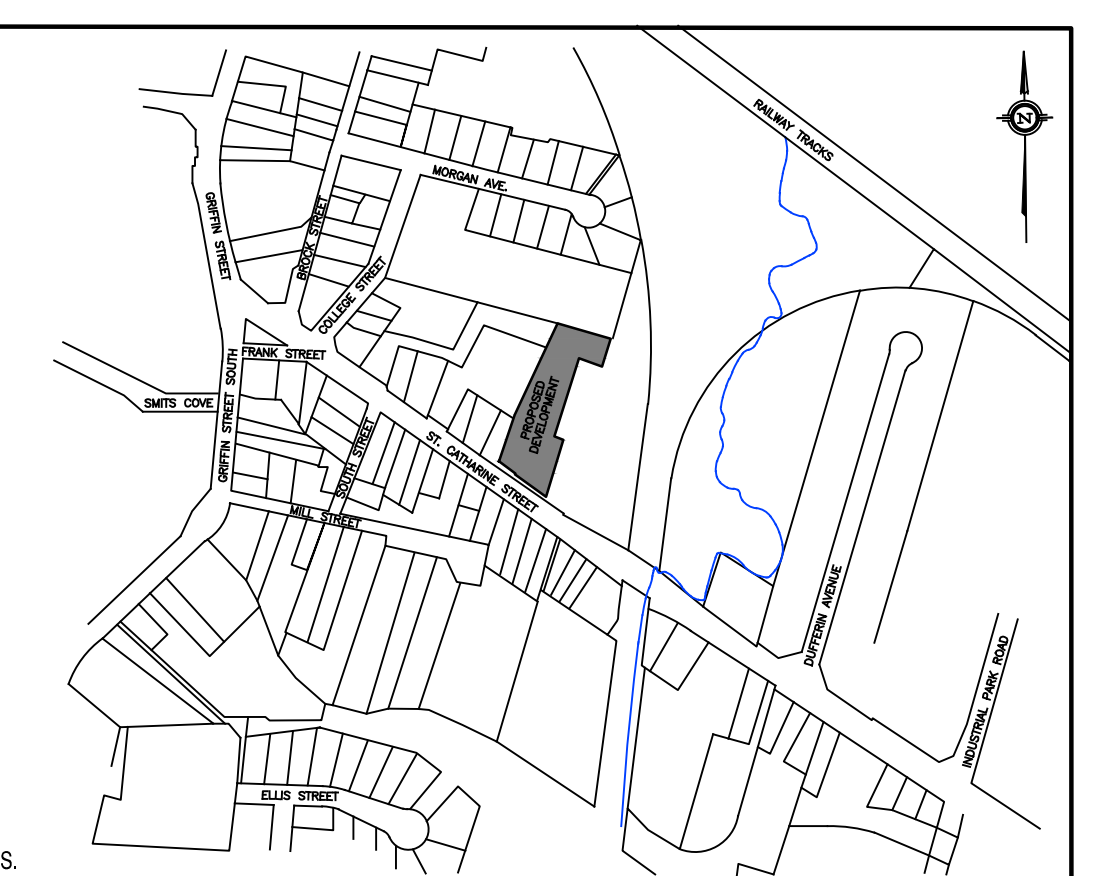 RAILWAY TRACKS
N
MORGAN AVE.
GRIFFIN STREET
BROCK STREET
COLLEGE STREET
FRANK STREET
SMITS COVE
GRIFFIN STREET SOUTH
PROPOSED
DEVELOPMENT
SOUTH STREET
ST. CATHARINE STREET
MILL STREET
DUFFERIN AVENUE
INDUSTRIAL PARK ROAD
ELLIS STREET
S.